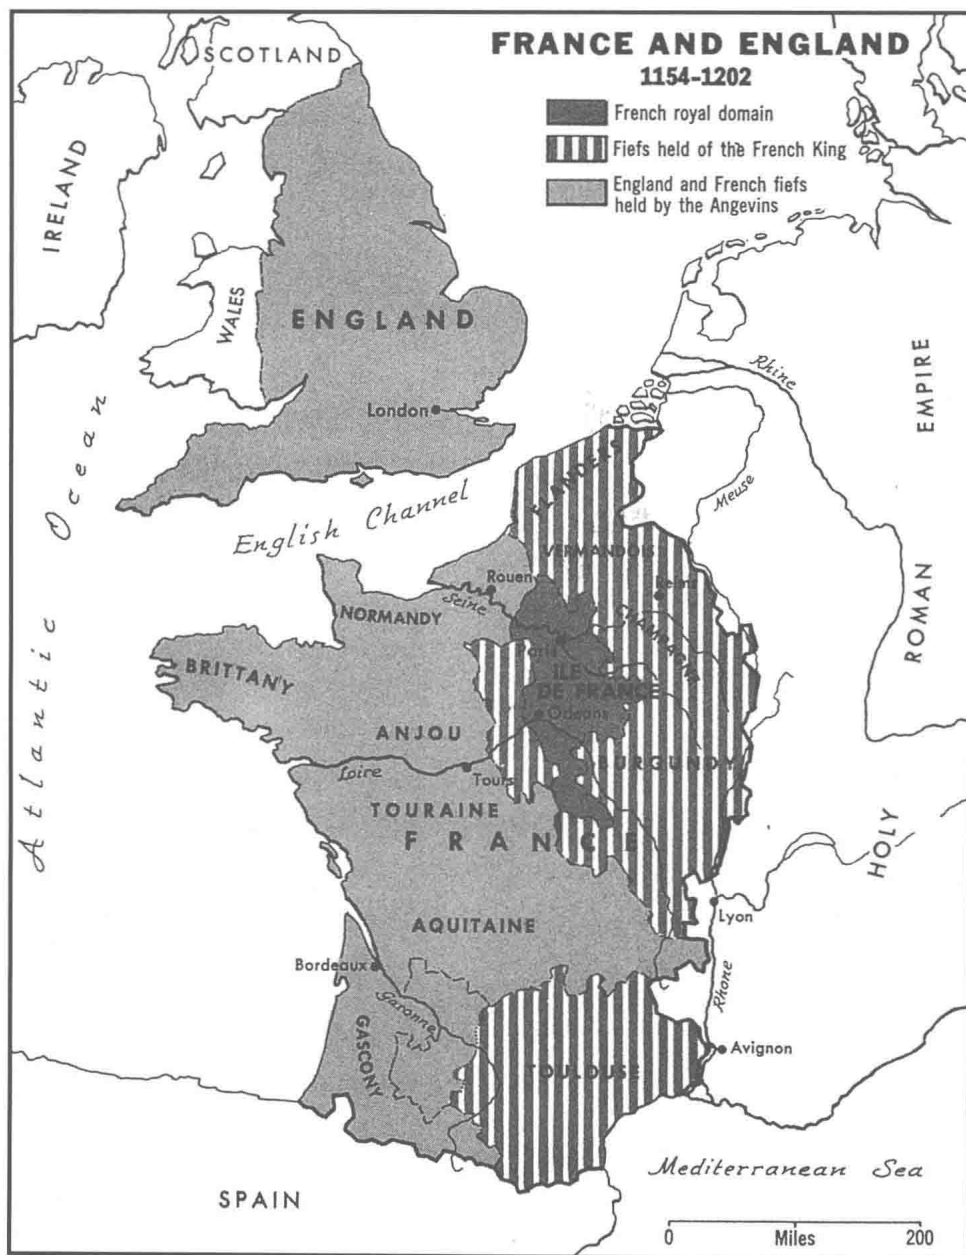 FRANCE AND ENGLAND
1154-1202
French royal domain
Fiefs held of the French King
England and French fiefs
held by the Angevins
SCOTLAND
IRELAND
WALES
ENGLAND
London
Atlantic Ocean
English Channel
FLANDERS
VERMANDOIS
Rouen
Seine
Reims
CHAMPAGNE
NORMANDY
BRITTANY
Paris
ILE
DE FRANCE
Orleans
ANJOU
BURGUNDY
Loire
Tours
TOURAINE
FRANCE
AQUITAINE
Lyon
Bordeaux
Garonne
GASCONY
TOULOUSE
Rhone
Avignon
Rhine
Meuse
HOLY ROMAN EMPIRE
SPAIN
Mediterranean Sea
0 Miles 200